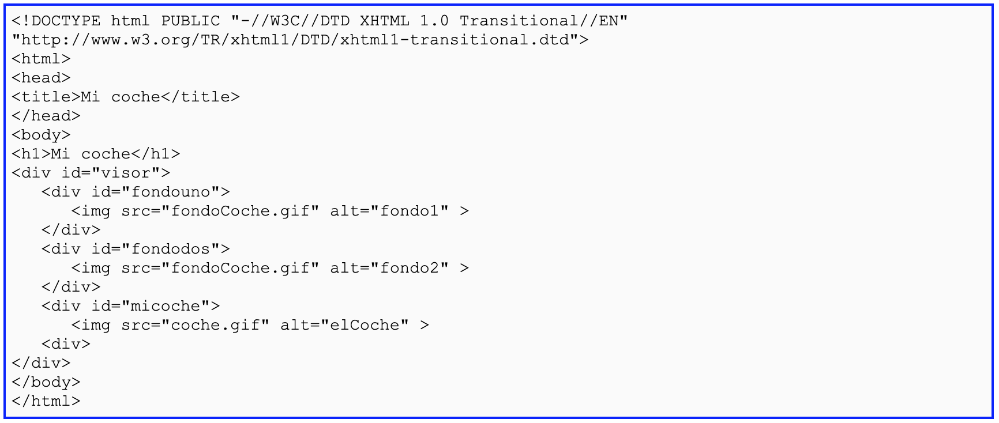 <!DOCTYPE html PUBLIC "-//W3C//DTD XHTML 1.0 Transitional//EN"
"http://www.w3.org/TR/xhtml1/DTD/xhtml1-transitional.dtd">
<html>
<head>
<title>Mi coche</title>
</head>
<body>
<h1>Mi coche</h1>
<div id="visor">
   <div id="fondouno">
      <img src="fondoCoche.gif" alt="fondo1" >
   </div>
   <div id="fondodos">
      <img src="fondoCoche.gif" alt="fondo2" >
   </div>
   <div id="micoche">
      <img src="coche.gif" alt="elCoche" >
   <div>
</div>
</body>
</html>